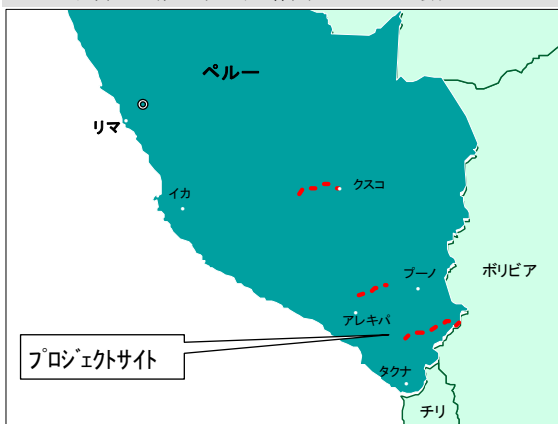 ペルー
リマ
クスコ
イカ
プーノ
ボリビア
アレキパ
プロジェクトサイト
タクナ
チリ